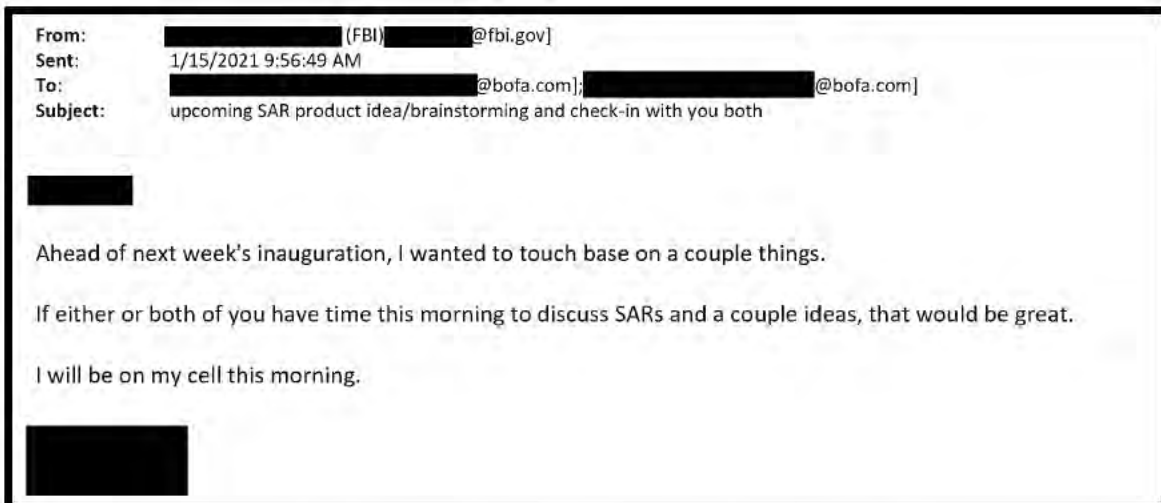 From: (FBI) @fbi.gov]
Sent: 1/15/2021 9:56:49 AM
To: @bofa.com]; @bofa.com]
Subject: upcoming SAR product idea/brainstorming and check-in with you both
Ahead of next week's inauguration, I wanted to touch base on a couple things.
If either or both of you have time this morning to discuss SARs and a couple ideas, that would be great.
I will be on my cell this morning.